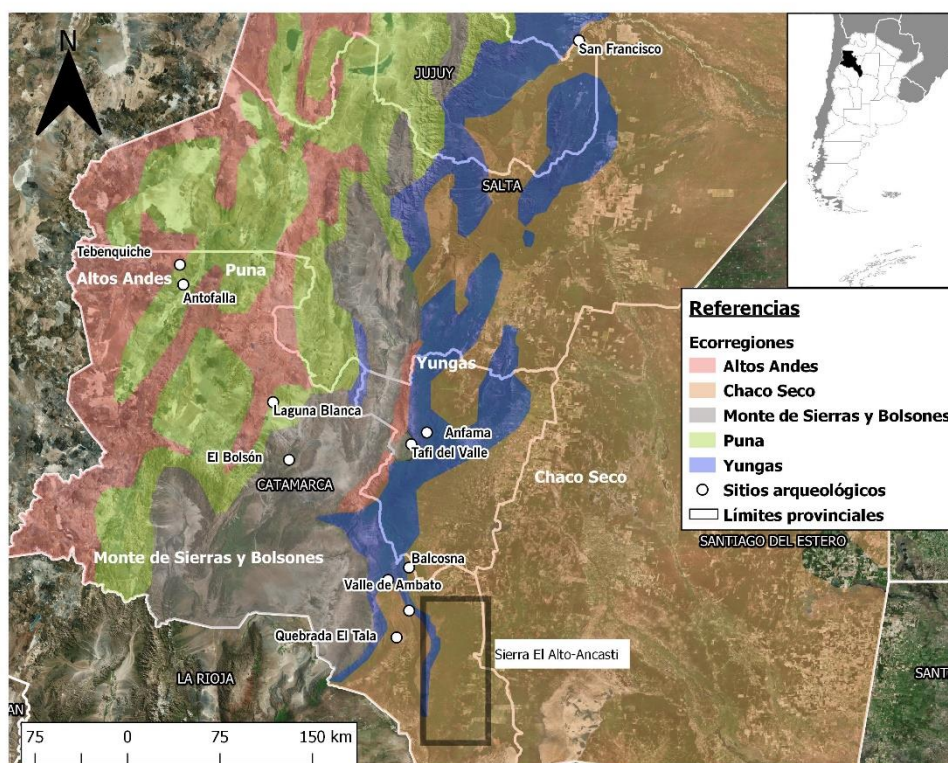 N
San Francisco
JUJUY
SALTA
Tebenquiche
Altos Andes
Puna
Antofalla
Yungas
Laguna Blanca
Anfama
Tafi del Valle
El Bolsón
CATAMARCA
Chaco Seco
Monte de Sierras y Bolsones
Balcosna
Valle de Ambato
Quebrada El Tala
Sierra El Alto-Ancasti
LA RIOJA
AN
SANTIAGO DEL ESTERO
SANT
Referencias
Ecorregiones
Altos Andes
Chaco Seco
Monte de Sierras y Bolsones
Puna
Yungas
Sitios arqueológicos
Límites provinciales
75 0 75 150 km